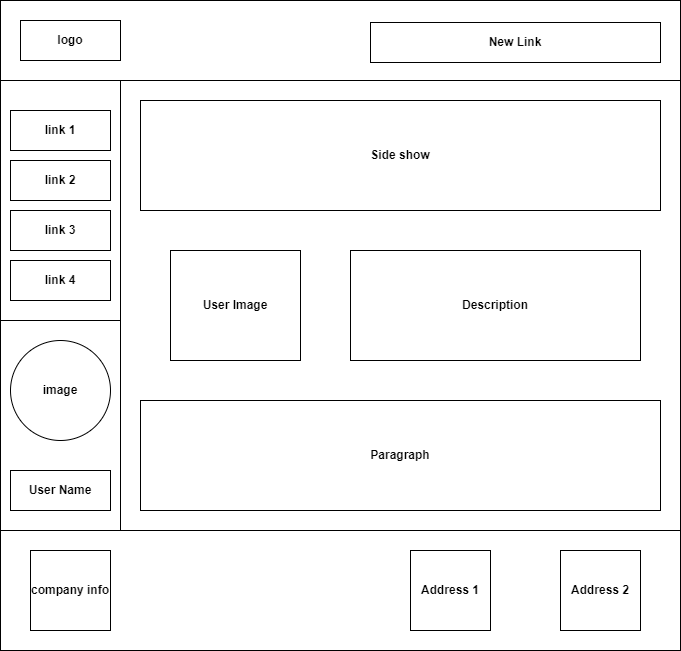 logo
New Link
link 1
link 2
link 3
link 4
image
User Name
Side show
User Image
Description
Paragraph
company info
Address 1
Address 2